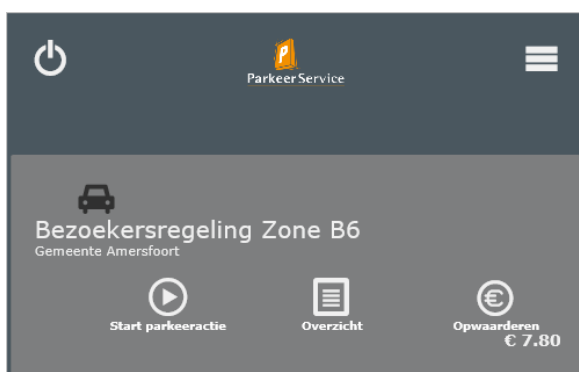 P
ParkeerService
Bezoekersregeling Zone B6
Gemeente Amersfoort
Start parkeeractie
Overzicht
€
Opwaarderen
€ 7.80